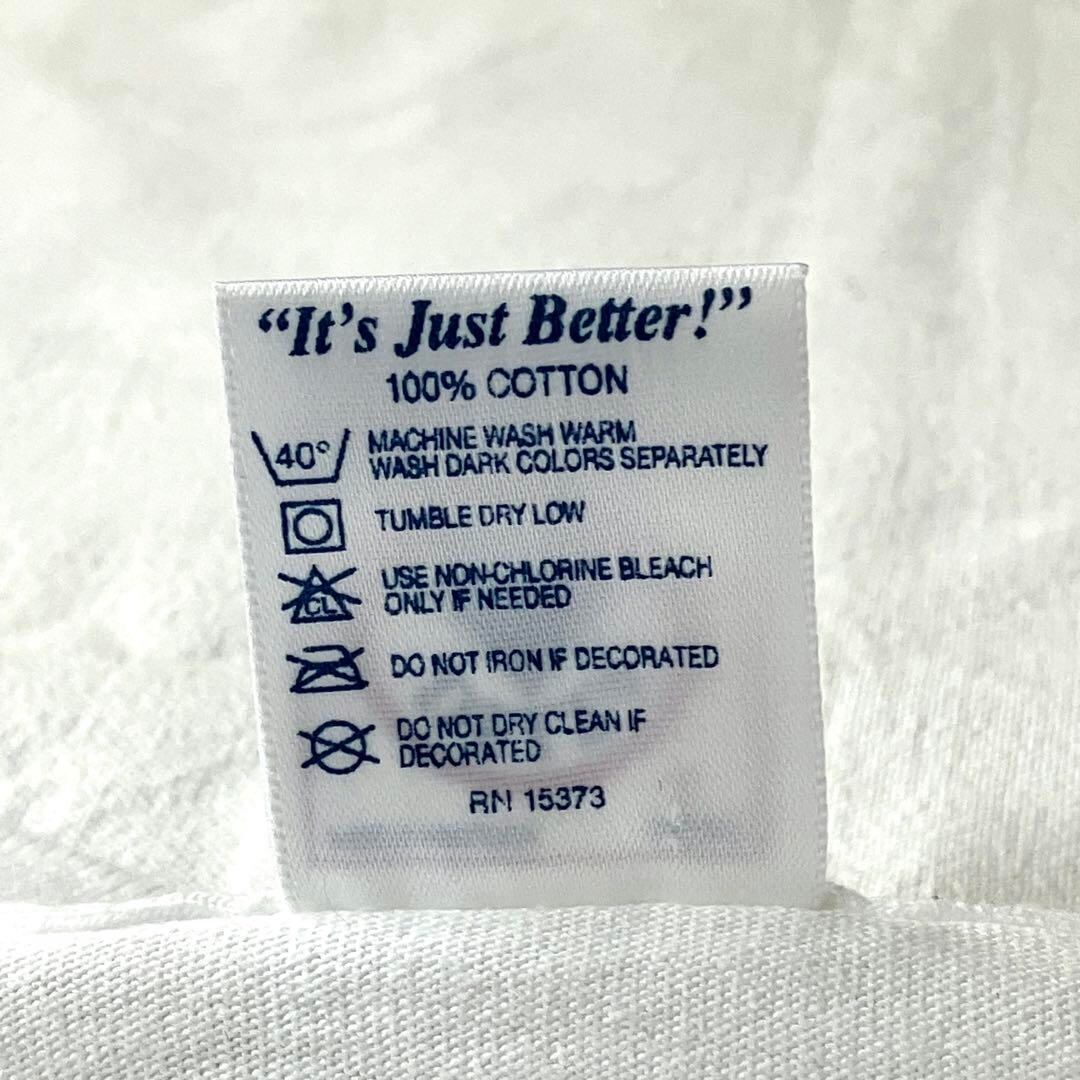 “It’s Just Better!”
100% COTTON
40° MACHINE WASH WARM
WASH DARK COLORS SEPARATELY
TUMBLE DRY LOW
CL USE NON-CHLORINE BLEACH
ONLY IF NEEDED
DO NOT IRON IF DECORATED
DO NOT DRY CLEAN IF
DECORATED
RN 15373